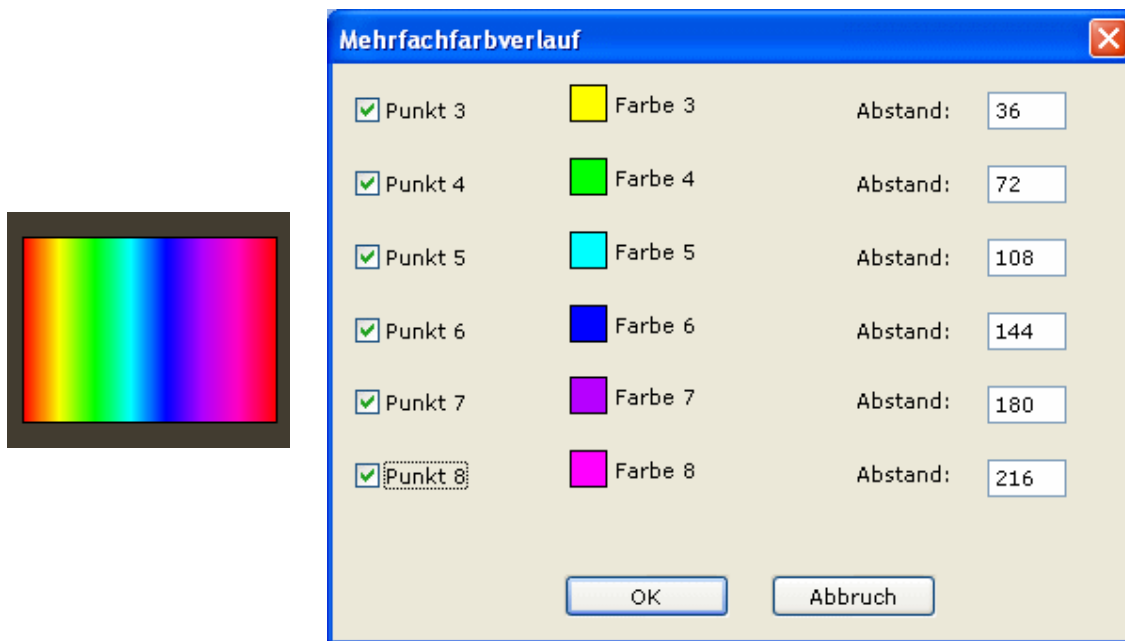 Mehrfachfarbverlauf
Punkt 3 Farbe 3 Abstand: 36
Punkt 4 Farbe 4 Abstand: 72
Punkt 5 Farbe 5 Abstand: 108
Punkt 6 Farbe 6 Abstand: 144
Punkt 7 Farbe 7 Abstand: 180
Punkt 8 Farbe 8 Abstand: 216
OK Abbruch